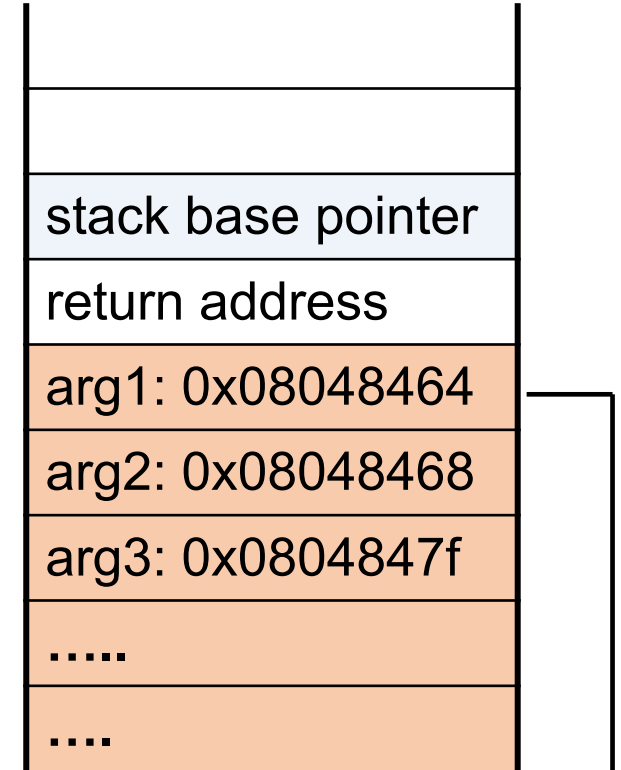 stack base pointer
return address
arg1: 0x08048464
arg2: 0x08048468
arg3: 0x0804847f
…..
….